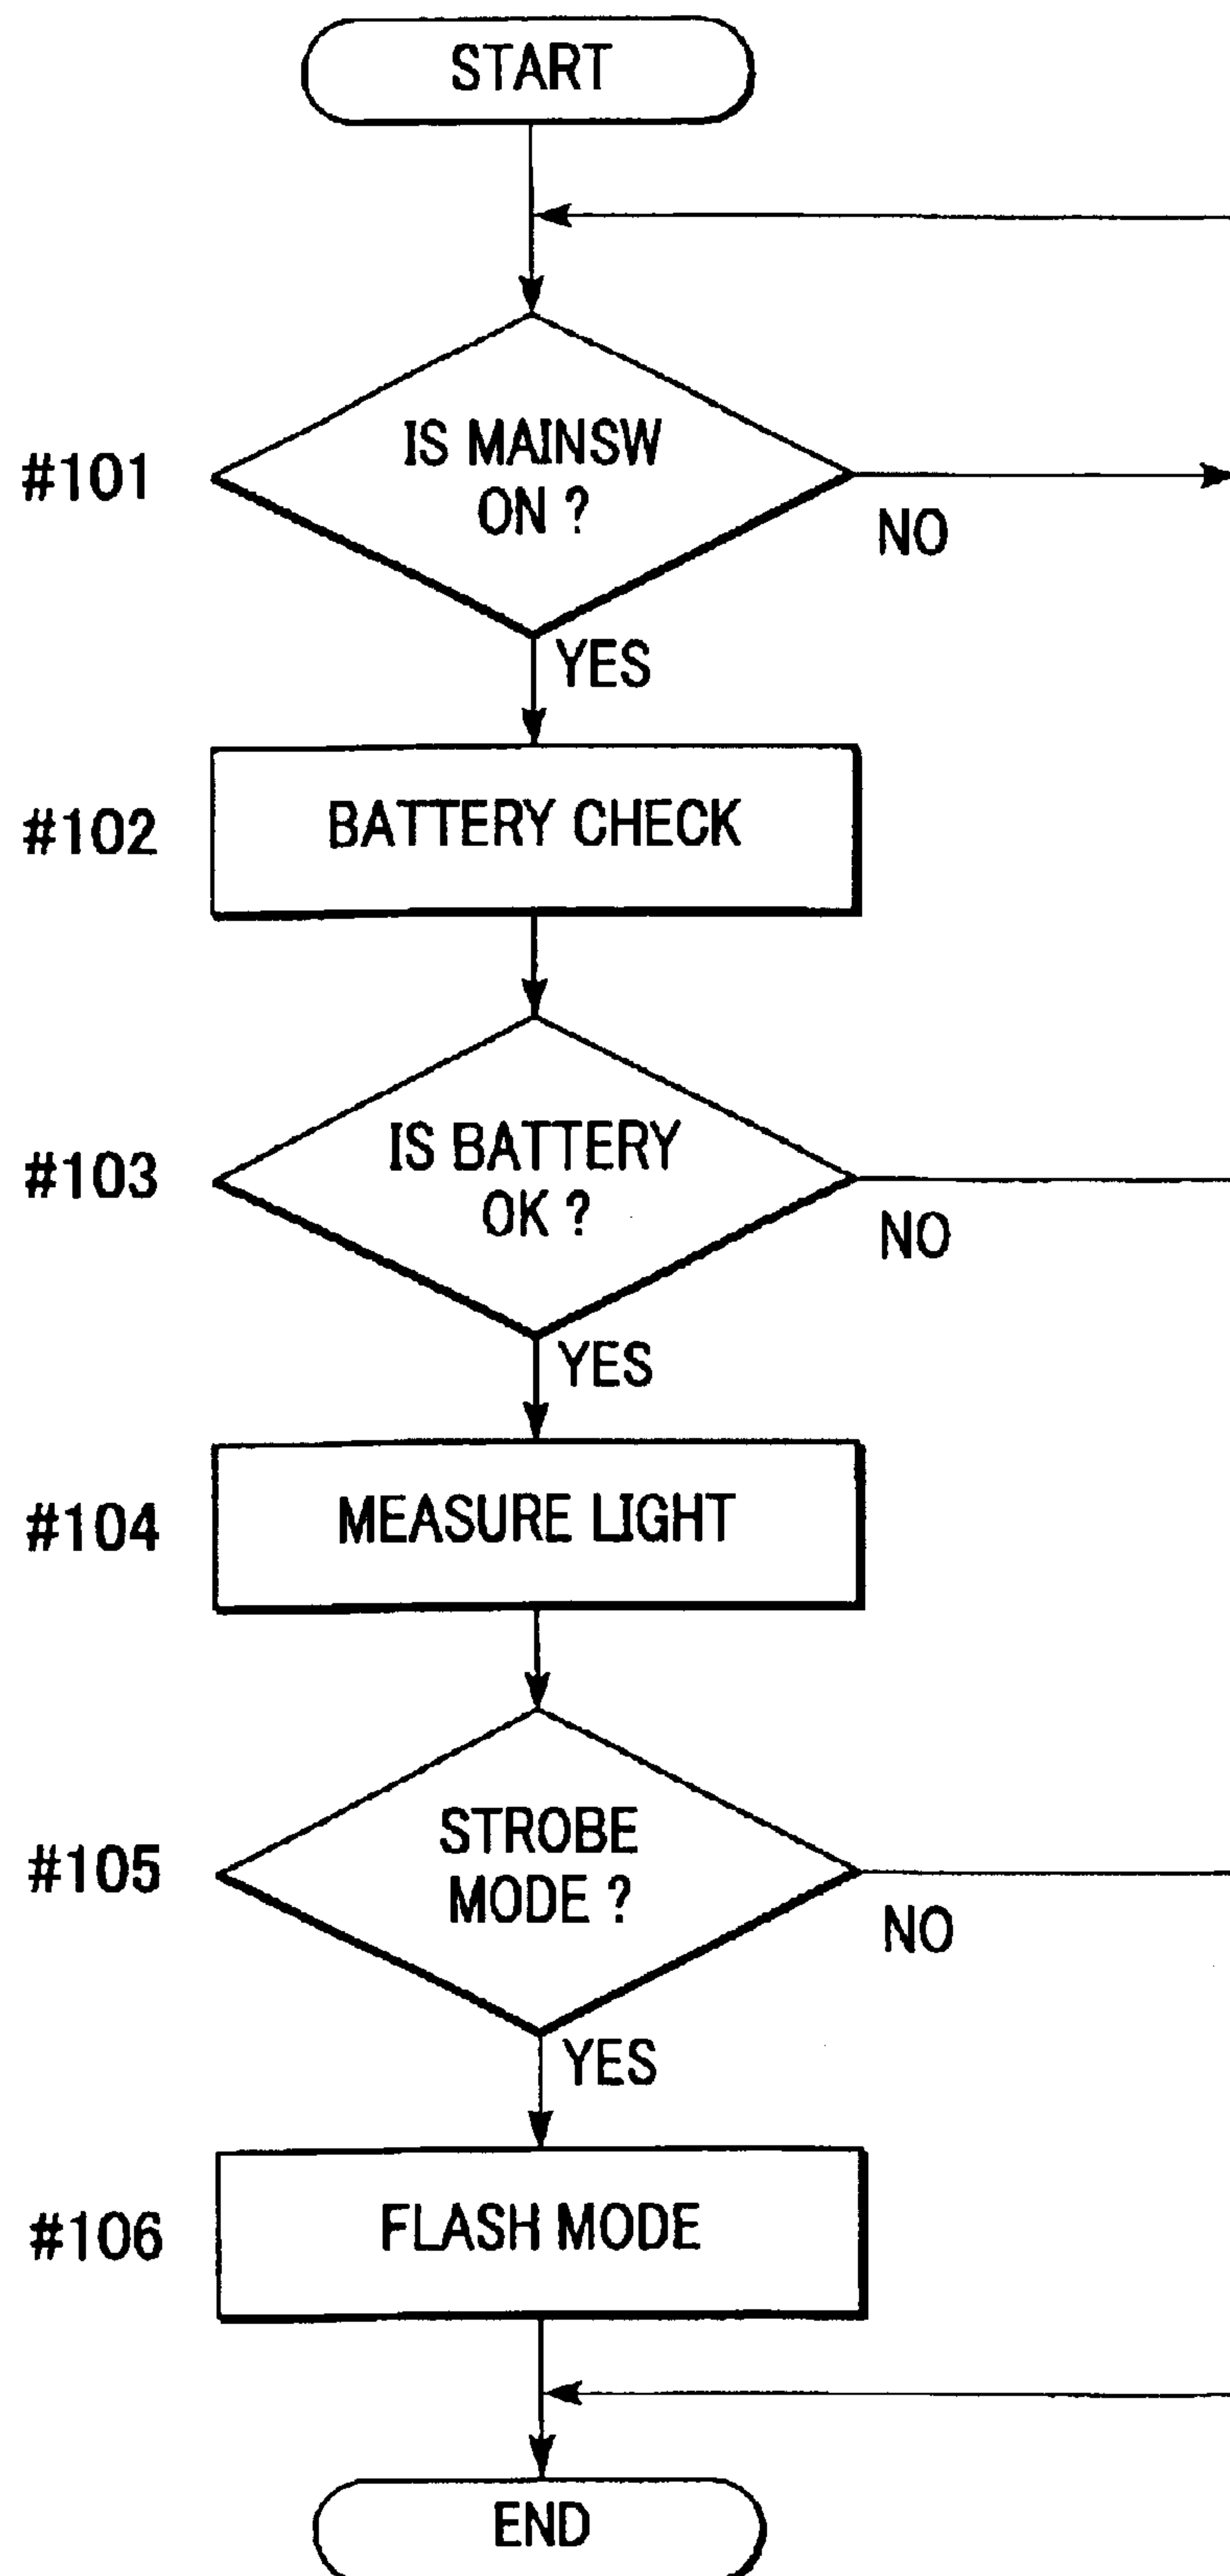 START
#101
IS MAINSW
ON ?
NO
YES
#102
BATTERY CHECK
#103
IS BATTERY
OK ?
NO
YES
#104
MEASURE LIGHT
#105
STROBE
MODE ?
NO
YES
#106
FLASH MODE
END